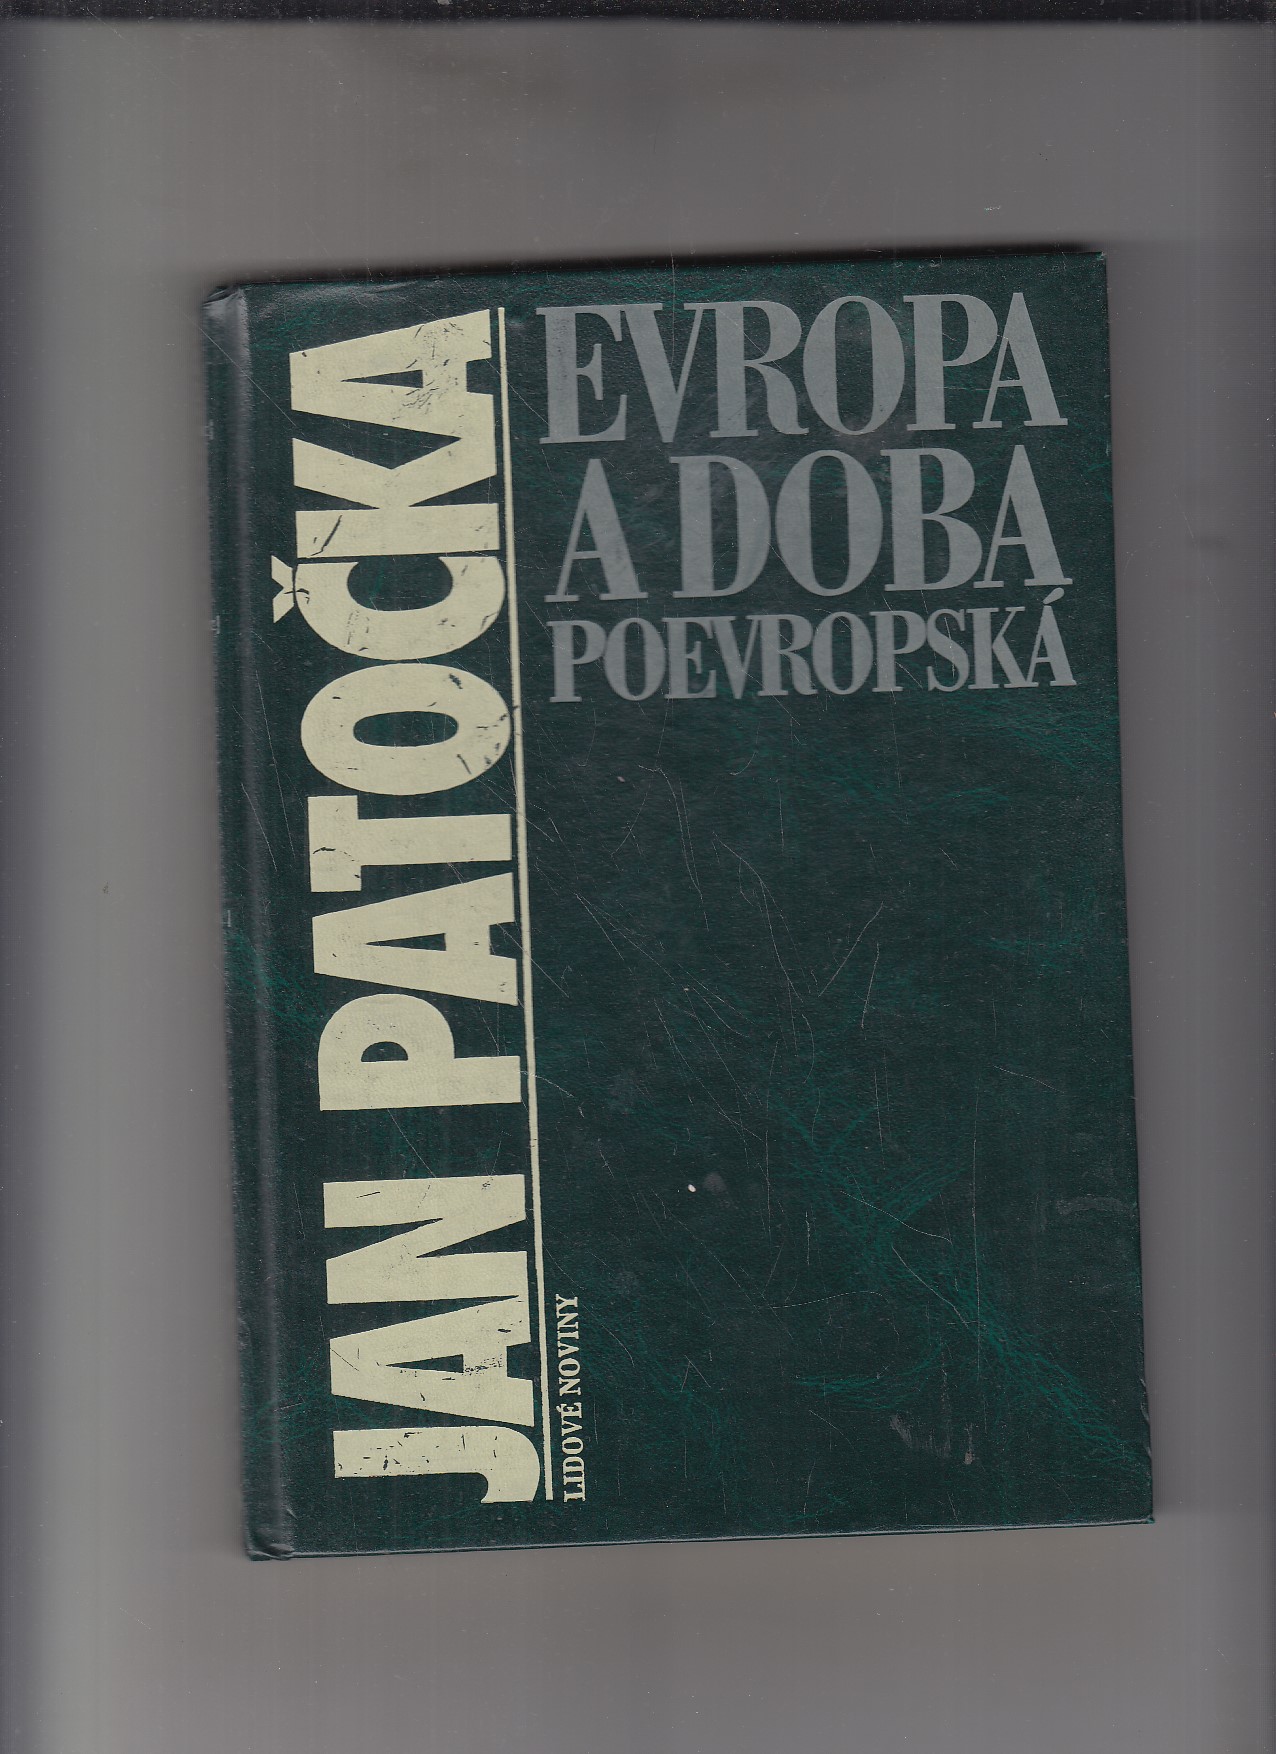 JAN PATOČKA
EVROPA
A DOBA
POEVROPSKÁ
LIDOVÉ NOVINY